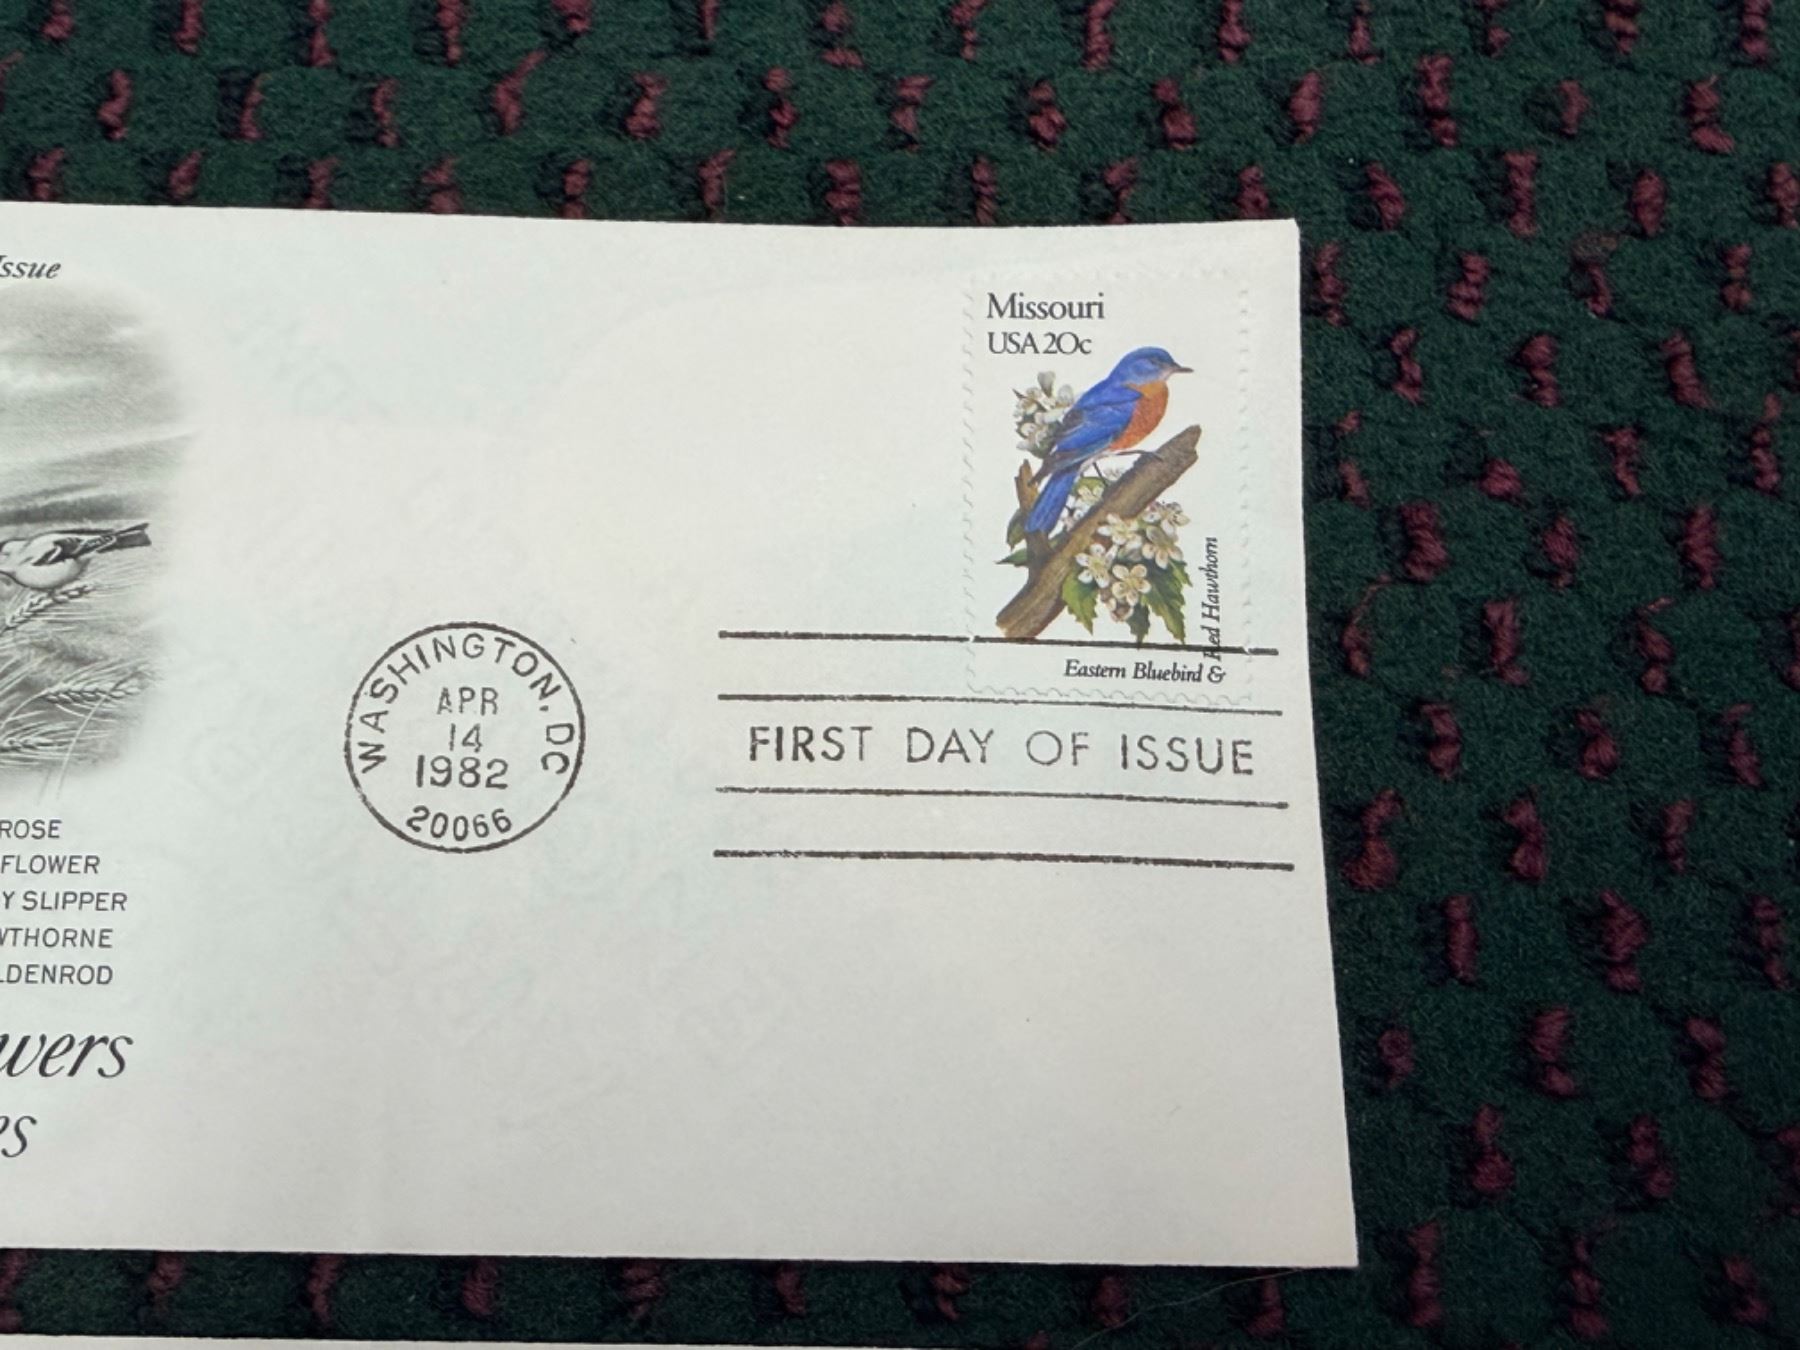 Issue
Missouri
USA 20c
Red Hawthorn
Eastern Bluebird &
WASHINGTON, DC
APR
14
1982
20066
FIRST DAY OF ISSUE
ROSE
FLOWER
Y SLIPPER
WTHORNE
LDENROD
wers
es